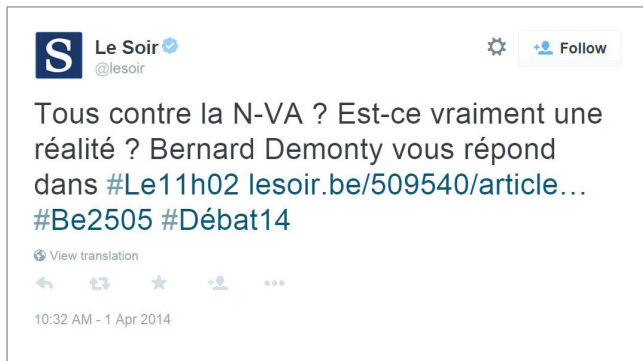 S
Le Soir
@lesoir
Follow
Tous contre la N-VA ? Est-ce vraiment une
réalité ? Bernard Demonty vous répond
dans #Le11h02 lesoir.be/509540/article…
#Be2505 #Débat14
View translation
10:32 AM - 1 Apr 2014